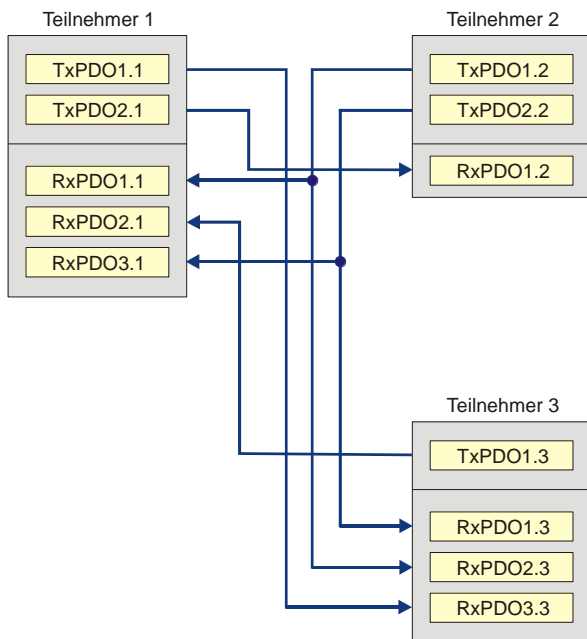 Teilnehmer 1
TxPDO1.1
TxPDO2.1
RxPDO1.1
RxPDO2.1
RxPDO3.1
Teilnehmer 2
TxPDO1.2
TxPDO2.2
RxPDO1.2
Teilnehmer 3
TxPDO1.3
RxPDO1.3
RxPDO2.3
RxPDO3.3